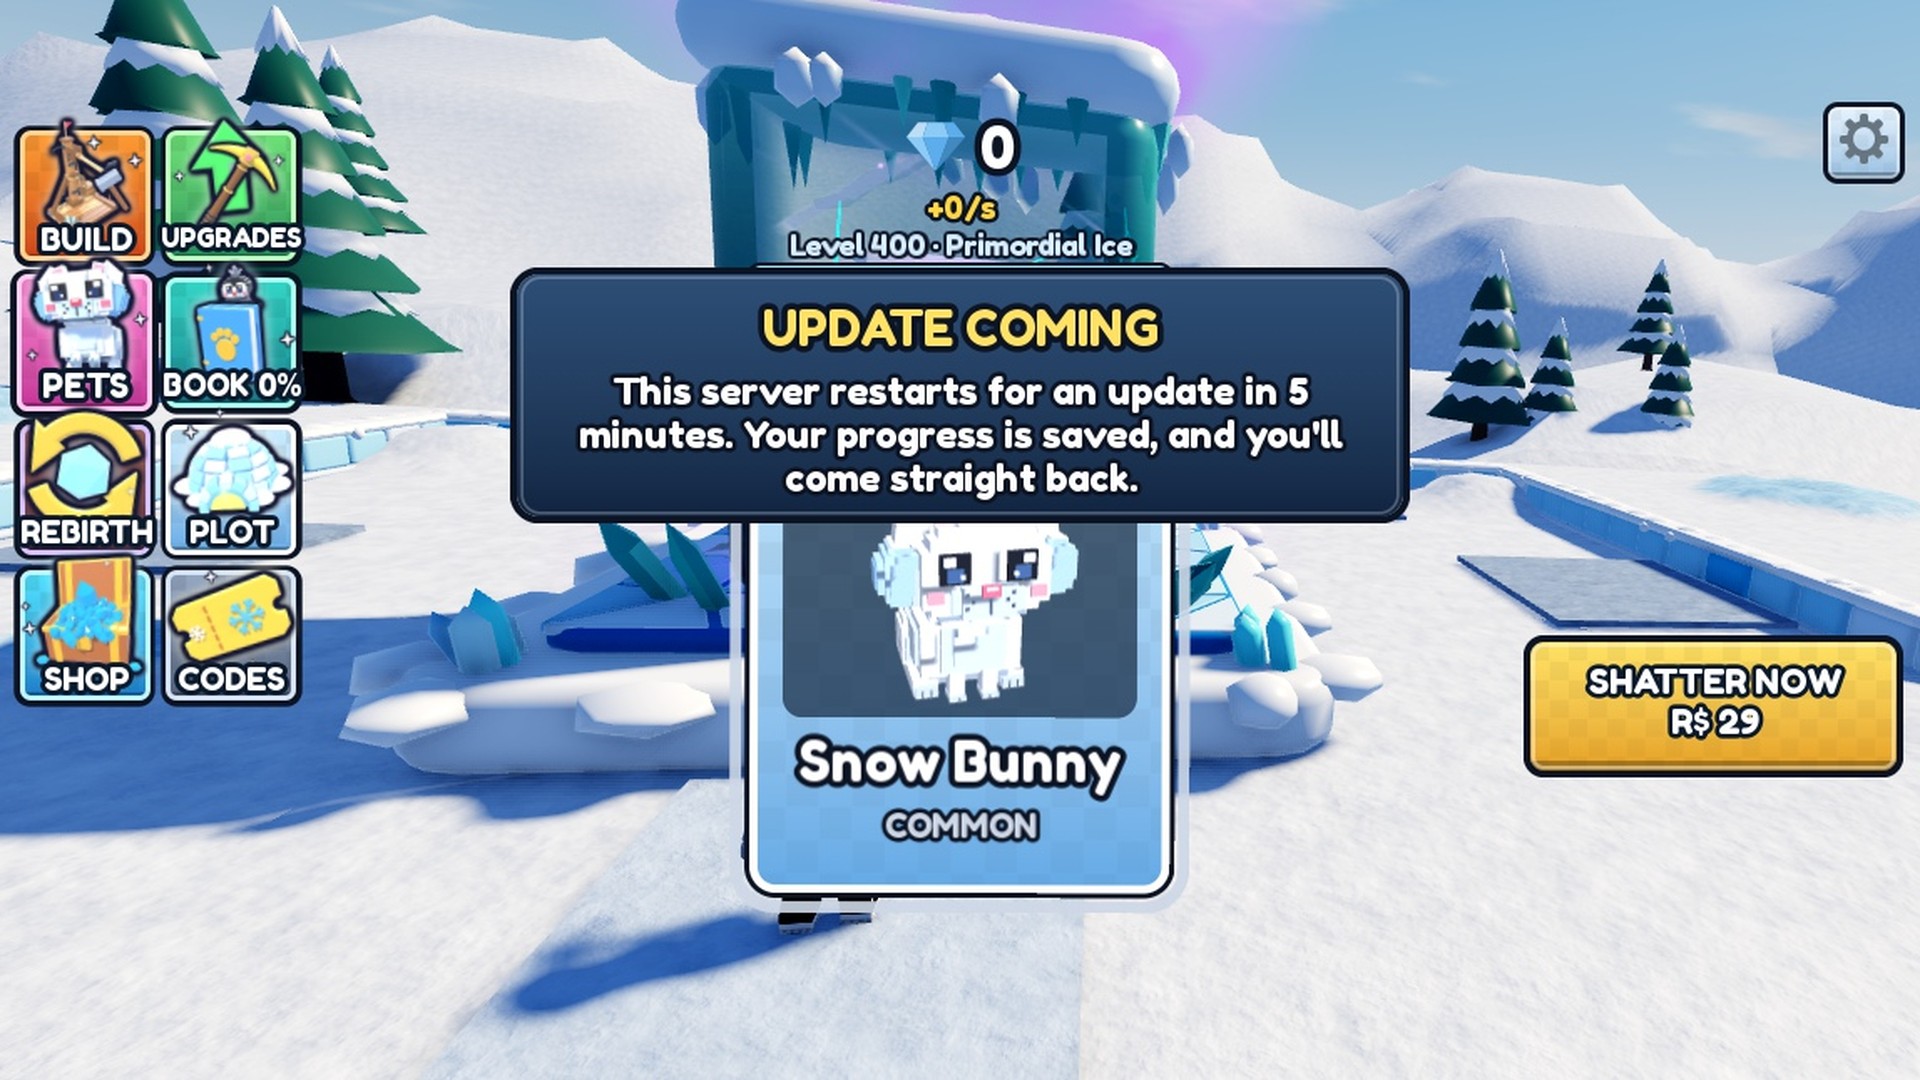 0
+0/s
Level 400 · Primordial Ice
BUILD
UPGRADES
PETS
BOOK 0%
REBIRTH
PLOT
SHOP
CODES
UPDATE COMING
This server restarts for an update in 5
minutes. Your progress is saved, and you'll
come straight back.
Snow Bunny
COMMON
SHATTER NOW
R$ 29